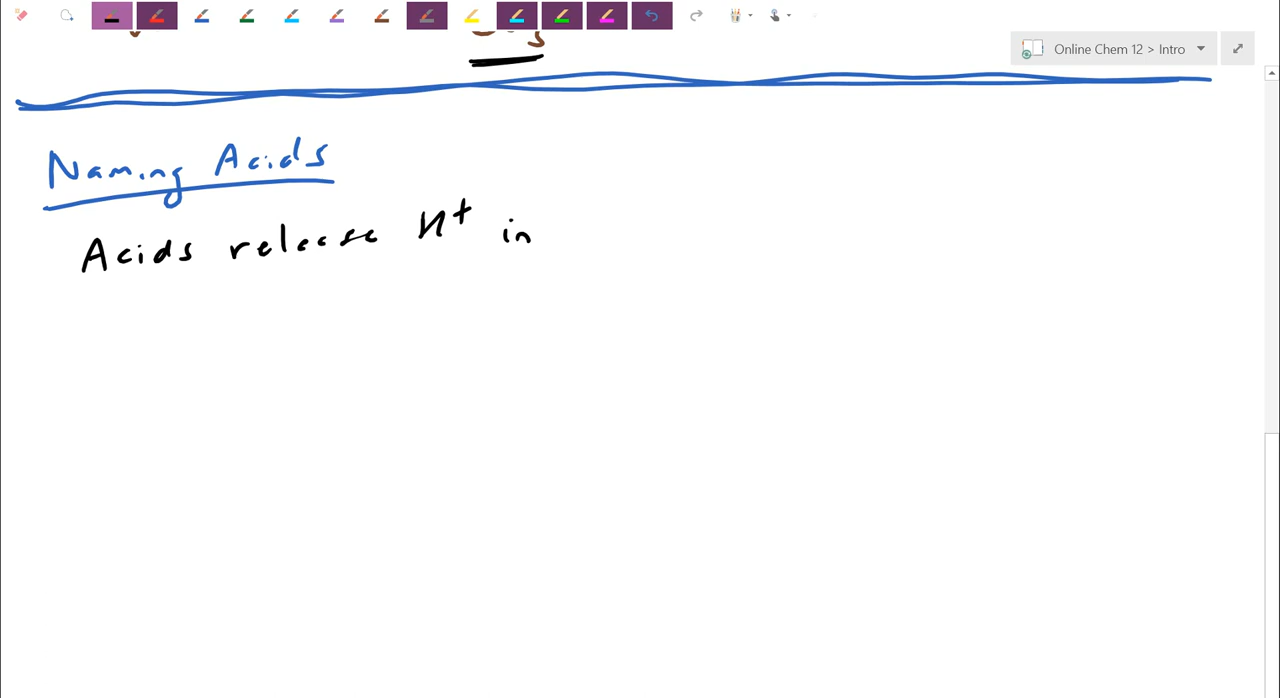 Online Chem 12 > Intro
Naming Acids
Acids release H⁺ in